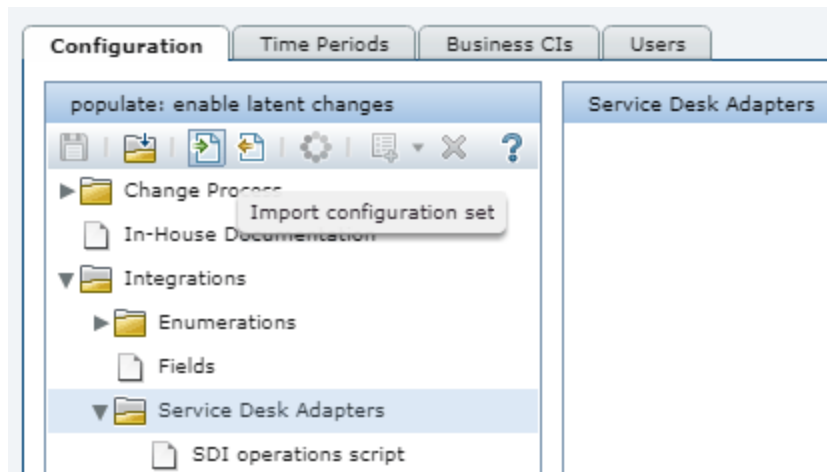 Configuration
Time Periods
Business CIs
Users
populate: enable latent changes
Service Desk Adapters
?
Change Process
Import configuration set
In-House Documentation
Integrations
Enumerations
Fields
Service Desk Adapters
SDI operations script